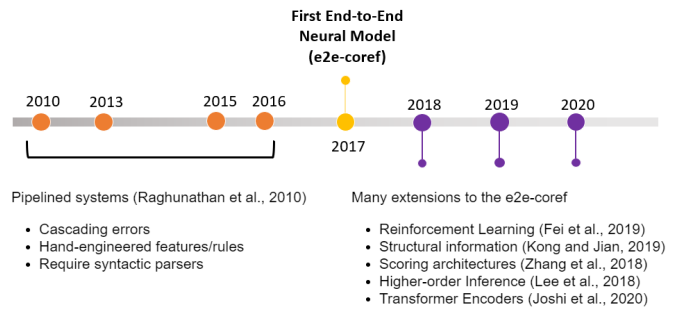 First End-to-End
Neural Model
(e2e-coref)
2010
2013
2015
2016
2017
2018
2019
2020
Pipelined systems (Raghunathan et al., 2010)
• Cascading errors
• Hand-engineered features/rules
• Require syntactic parsers
Many extensions to the e2e-coref
• Reinforcement Learning (Fei et al., 2019)
• Structural information (Kong and Jian, 2019)
• Scoring architectures (Zhang et al., 2018)
• Higher-order Inference (Lee et al., 2018)
• Transformer Encoders (Joshi et al., 2020)